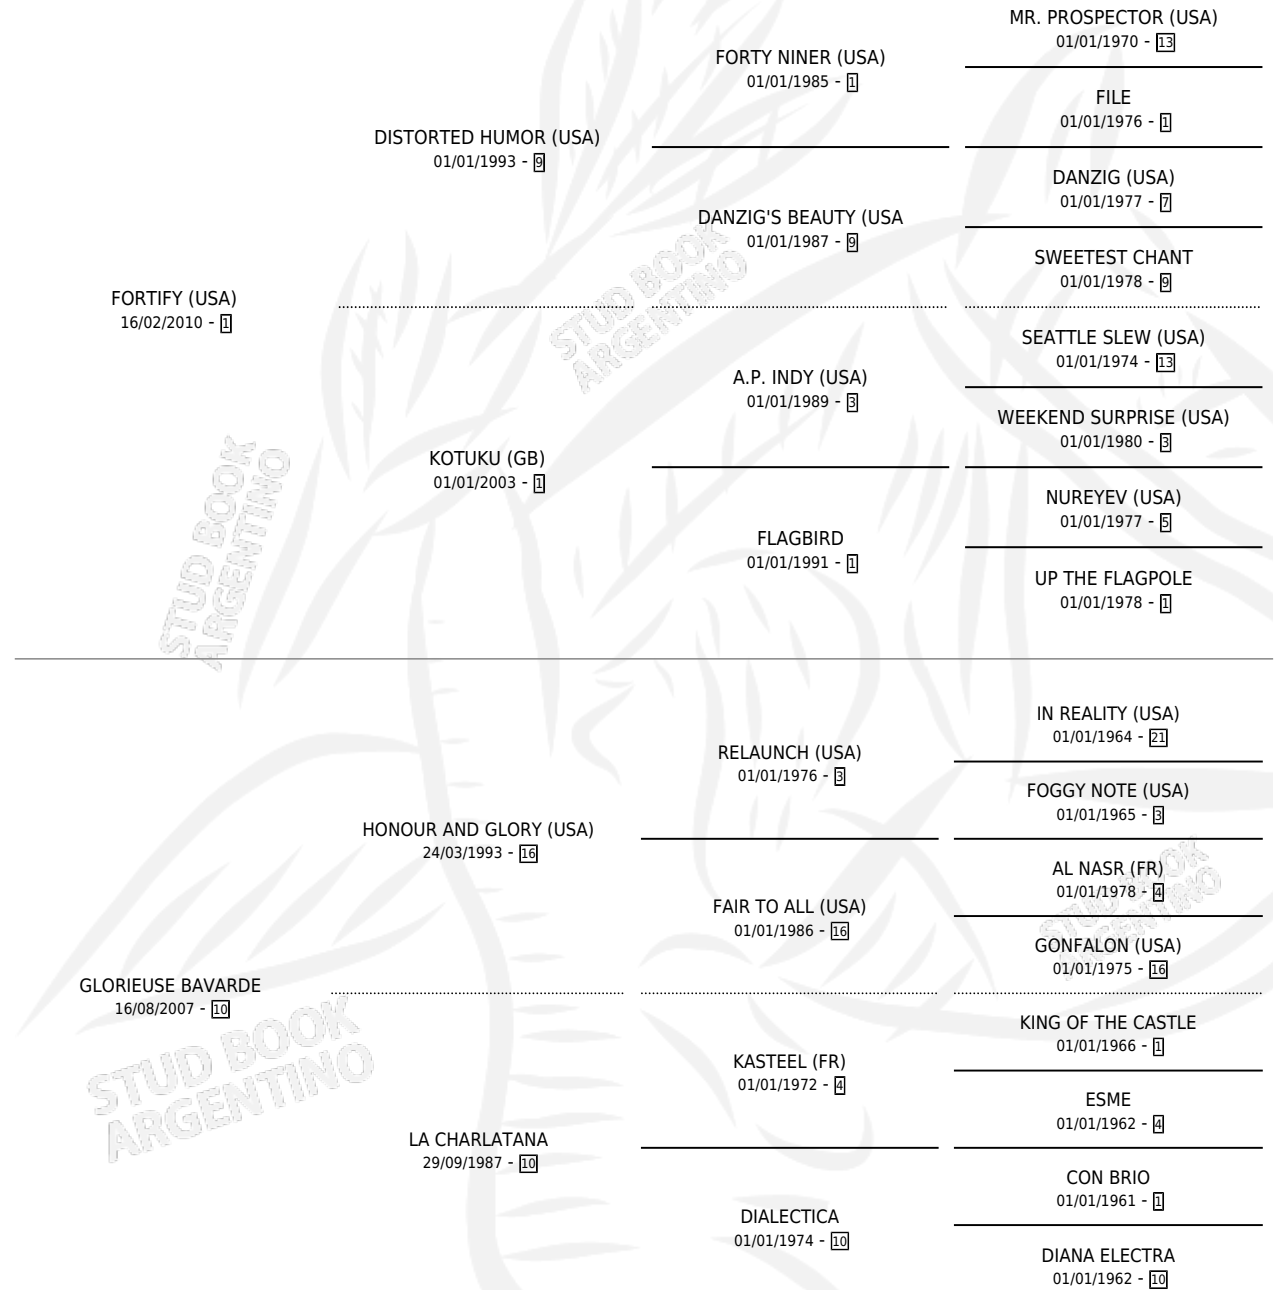 MR. PROSPECTOR (USA)
01/01/1970 - 13
FORTY NINER (USA)
01/01/1985 - 1
FILE
01/01/1976 - 1
DISTORTED HUMOR (USA)
01/01/1993 - 9
DANZIG (USA)
01/01/1977 - 7
DANZIG'S BEAUTY (USA
01/01/1987 - 9
SWEETEST CHANT
01/01/1978 - 9
FORTIFY (USA)
16/02/2010 - 1
SEATTLE SLEW (USA)
01/01/1974 - 13
A.P. INDY (USA)
01/01/1989 - 3
WEEKEND SURPRISE (USA)
01/01/1980 - 3
KOTUKU (GB)
01/01/2003 - 1
NUREYEV (USA)
01/01/1977 - 5
FLAGBIRD
01/01/1991 - 1
UP THE FLAGPOLE
01/01/1978 - 1
IN REALITY (USA)
01/01/1964 - 21
RELAUNCH (USA)
01/01/1976 - 3
FOGGY NOTE (USA)
01/01/1965 - 3
HONOUR AND GLORY (USA)
24/03/1993 - 16
AL NASR (FR)
01/01/1978 - 4
FAIR TO ALL (USA)
01/01/1986 - 16
GONFALON (USA)
01/01/1975 - 16
GLORIEUSE BAVARDE
16/08/2007 - 10
KING OF THE CASTLE
01/01/1966 - 1
KASTEEL (FR)
01/01/1972 - 4
ESME
01/01/1962 - 4
LA CHARLATANA
29/09/1987 - 10
CON BRIO
01/01/1961 - 1
DIALECTICA
01/01/1974 - 10
DIANA ELECTRA
01/01/1962 - 10
STUD BOOK
ARGENTINO
STUD BOOK
ARGENTINO
STUD BOOK
ARGENTINO
STUD BOOK
ARGENTINO